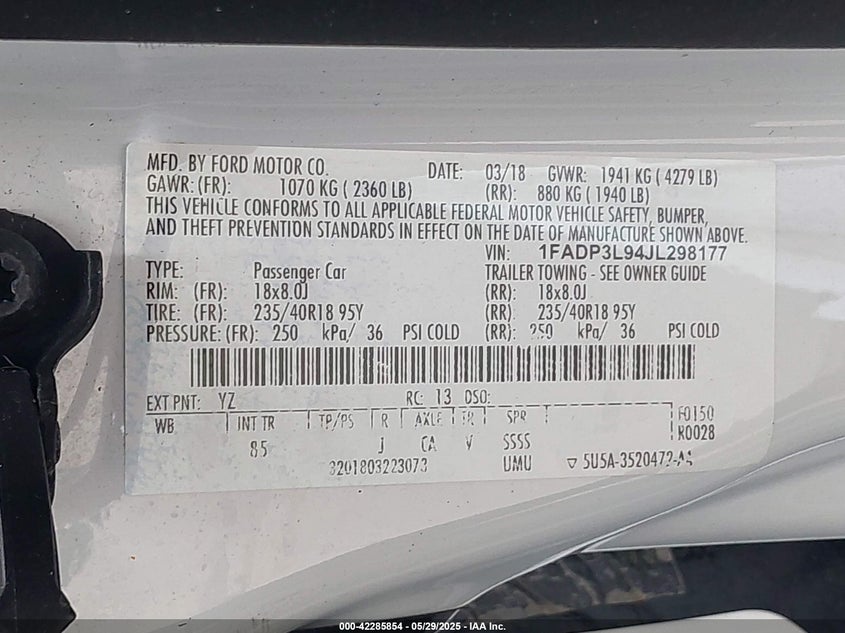 MFD. BY FORD MOTOR CO. DATE: 03/18 GVWR: 1941 KG ( 4279 LB)
GAWR: (FR): 1070 KG ( 2360 LB) (RR): 880 KG ( 1940 LB)
THIS VEHICLE CONFORMS TO ALL APPLICABLE FEDERAL MOTOR VEHICLE SAFETY, BUMPER,
AND THEFT PREVENTION STANDARDS IN EFFECT ON THE DATE OF MANUFACTURE SHOWN ABOVE.
VIN: 1FADP3L94JL298177
TYPE: Passenger Car TRAILER TOWING - SEE OWNER GUIDE
RIM: (FR): 18x8.0J (RR): 18x8.0J
TIRE: (FR): 235/40R18 95Y (RR): 235/40R18 95Y
PRESSURE: (FR): 250 kPa/ 36 PSI COLD (RR): 250 kPa/ 36 PSI COLD
EXT PNT: YZ RC: 13 DSO:
WB INT TR TP/PS R AXLE TR SPR F0150
85 J CA V SSSS R0028
3201803223073 UMU ▽ 5U5A-3520472-AA
000-42285854 - 05/29/2025 - IAA Inc.